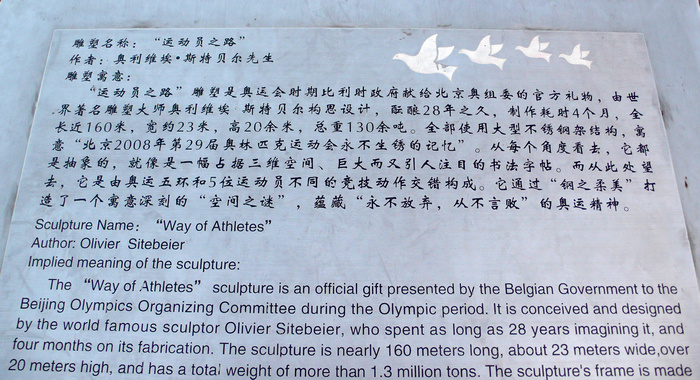 雕塑名称：“运动员之路”
作者：奥利维埃·斯特贝尔先生
雕塑寓意：
“运动员之路”雕塑是奥运会时期比利时政府献给北京奥组委的官方礼物，由世
界著名雕塑大师奥利维埃·斯特贝尔构思设计，酝酿28年之久，制作耗时4个月，全
长近160米，宽约23米，高20余米，总重130余吨。全部使用大型不锈钢架结构，寓
意“北京2008年第29届奥林匹克运动会永不生锈的记忆”。从每个角度看去，它都
是抽象的，就像是一幅占据三维空间、巨大而又引人注目的书法字帖。而从此处望
去，它是由奥运五环和5位运动员不同的竞技动作交错构成。它通过“钢之柔美”打
造了一个寓意深刻的“空间之谜”，蕴藏“永不放弃，从不言败”的奥运精神。
Sculpture Name: “Way of Athletes”
Author: Olivier Sitebeier
Implied meaning of the sculpture:
The “Way of Athletes” sculpture is an official gift presented by the Belgian Government to the
Beijing Olympics Organizing Committee during the Olympic period. It is conceived and designed
by the world famous sculptor Olivier Sitebeier, who spent as long as 28 years imagining it, and
four months on its fabrication. The sculpture is nearly 160 meters long, about 23 meters wide,over
20 meters high, and has a total weight of more than 1.3 million tons. The sculpture's frame is made